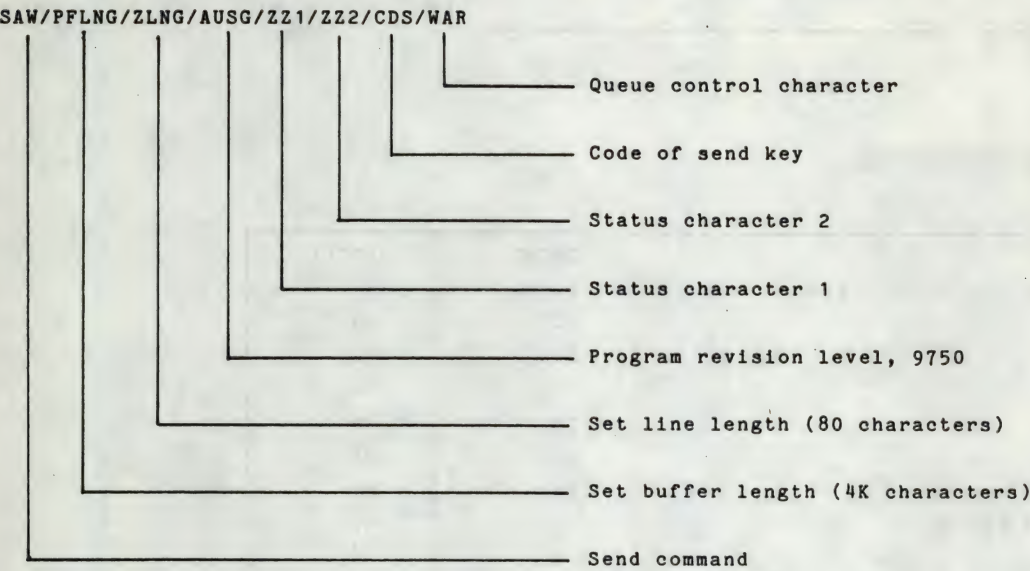 SAW/PFLNG/ZLNG/AUSG/ZZ1/ZZ2/CDS/WAR
Queue control character
Code of send key
Status character 2
Status character 1
Program revision level, 9750
Set line length (80 characters)
Set buffer length (4K characters)
Send command